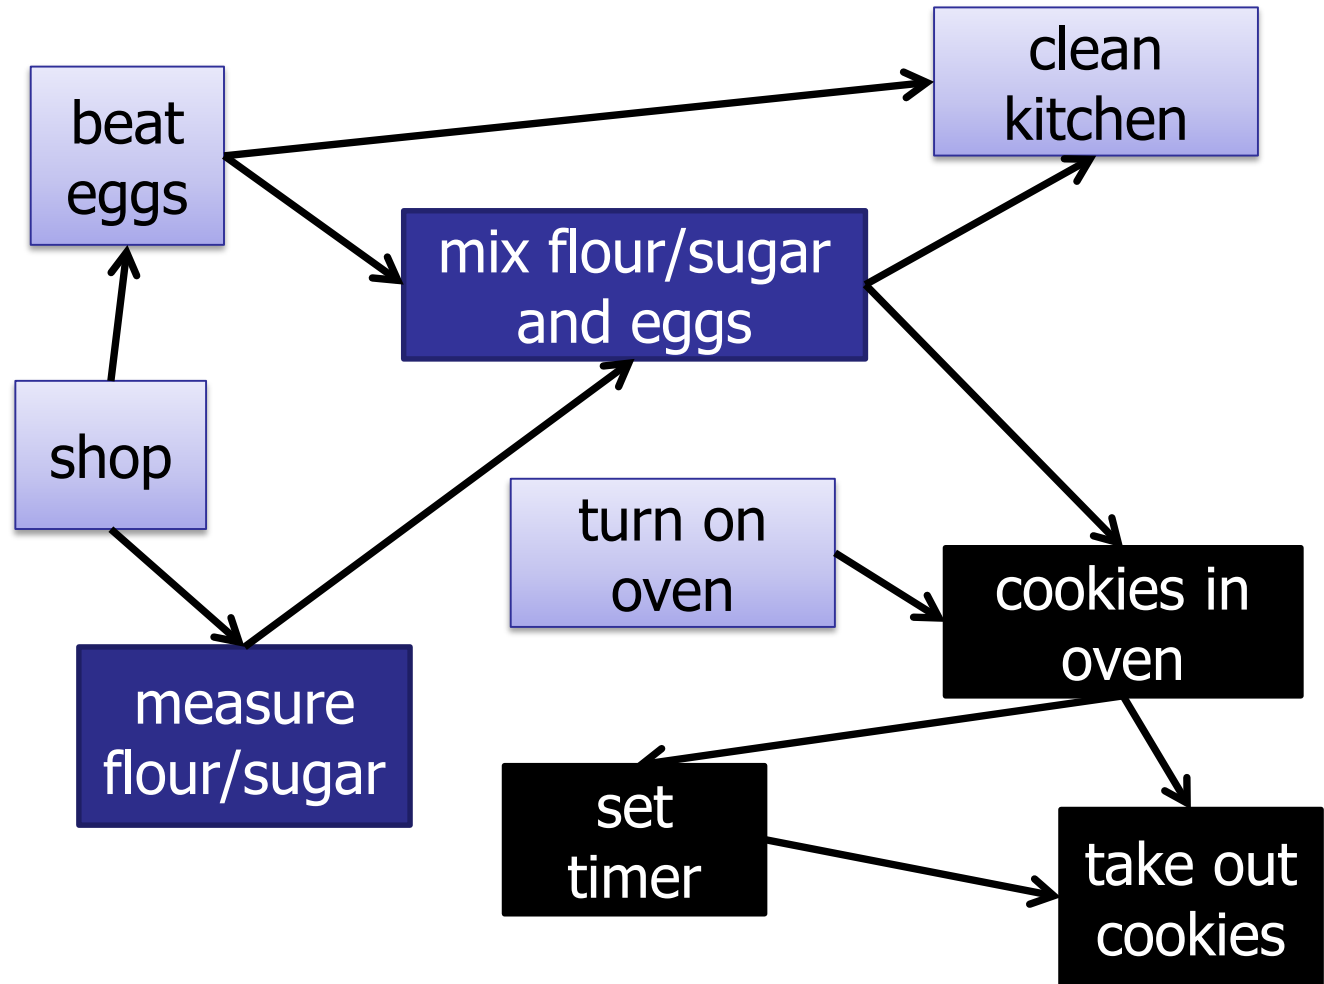 clean
kitchen
beat
eggs
mix flour/sugar
and eggs
shop
turn on
oven
cookies in
oven
measure
flour/sugar
set
timer
take out
cookies